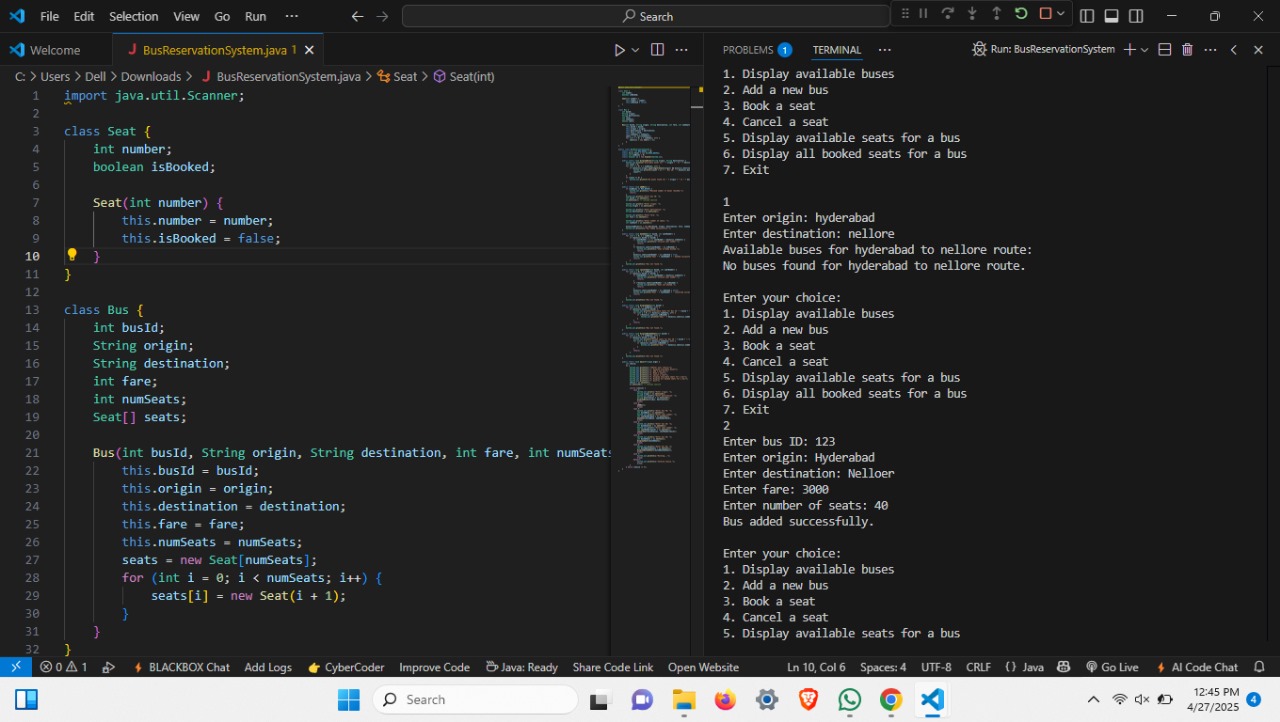 File Edit Selection View Go Run ··· Search
Welcome BusReservationSystem.java 1
C: > Users > Dell > Downloads > BusReservationSystem.java > Seat > Seat(int)
1 import java.util.Scanner;
2
3 class Seat {
4 int number;
5 boolean isBooked;
6
7 Seat(int number) {
8 this.number = number;
9 this.isBooked = false;
10 }
11 }
12
13 class Bus {
14 int busId;
15 String origin;
16 String destination;
17 int fare;
18 int numSeats;
19 Seat[] seats;
20
21 Bus(int busId, String origin, String destination, int fare, int numSeats
22 this.busId = busId;
23 this.origin = origin;
24 this.destination = destination;
25 this.fare = fare;
26 this.numSeats = numSeats;
27 seats = new Seat[numSeats];
28 for (int i = 0; i < numSeats; i++) {
29 seats[i] = new Seat(i + 1);
30 }
31 }
32 }
PROBLEMS 1 TERMINAL ··· Run: BusReservationSystem
1. Display available buses
2. Add a new bus
3. Book a seat
4. Cancel a seat
5. Display available seats for a bus
6. Display all booked seats for a bus
7. Exit
1
Enter origin: hyderabad
Enter destination: nellore
Available buses for hyderabad to nellore route:
No buses found for hyderabad to nellore route.
Enter your choice:
1. Display available buses
2. Add a new bus
3. Book a seat
4. Cancel a seat
5. Display available seats for a bus
6. Display all booked seats for a bus
7. Exit
2
Enter bus ID: 123
Enter origin: Hyderabad
Enter destination: Nelloer
Enter fare: 3000
Enter number of seats: 40
Bus added successfully.
Enter your choice:
1. Display available buses
2. Add a new bus
3. Book a seat
4. Cancel a seat
5. Display available seats for a bus
0 1 BLACKBOX Chat Add Logs CyberCoder Improve Code Java: Ready Share Code Link Open Website Ln 10, Col 6 Spaces: 4 UTF-8 CRLF {} Java Go Live AI Code Chat
Search
12:45 PM
4/27/2025
4